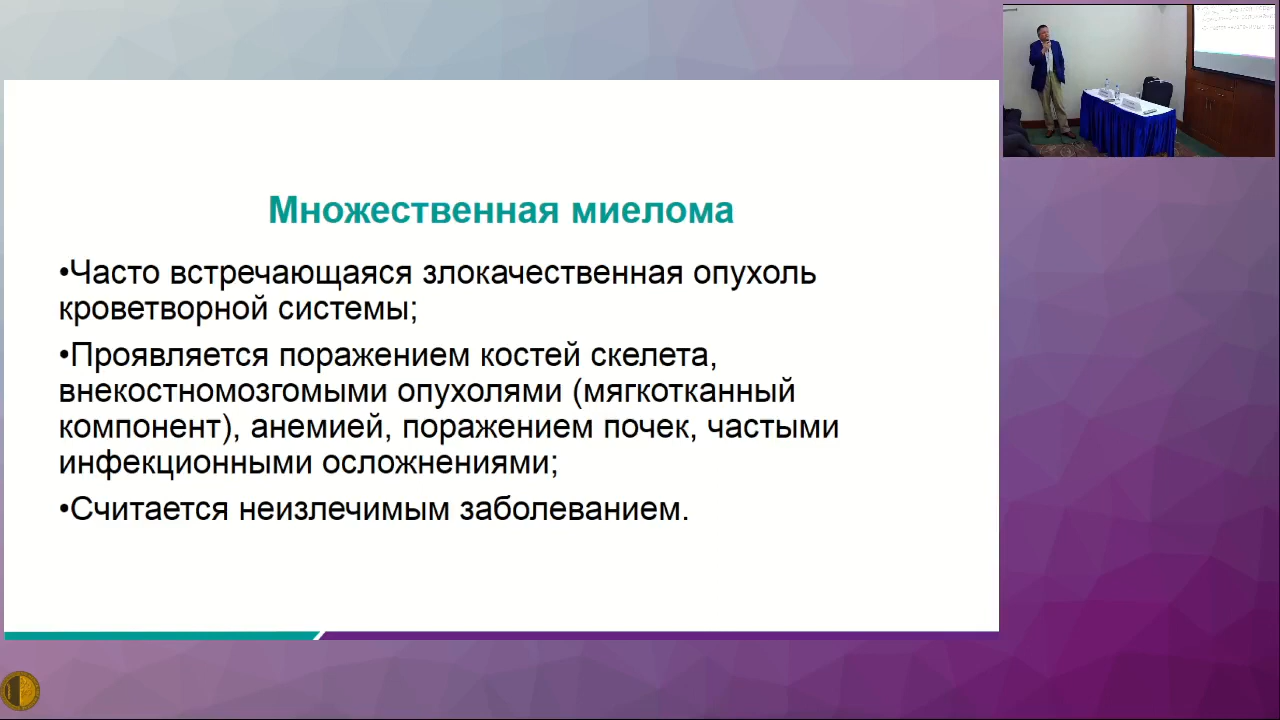 Множественная миелома
•Часто встречающаяся злокачественная опухоль
кроветворной системы;
•Проявляется поражением костей скелета,
внекостномозгомыми опухолями (мягкотканный
компонент), анемией, поражением почек, частыми
инфекционными осложнениями;
•Считается неизлечимым заболеванием.